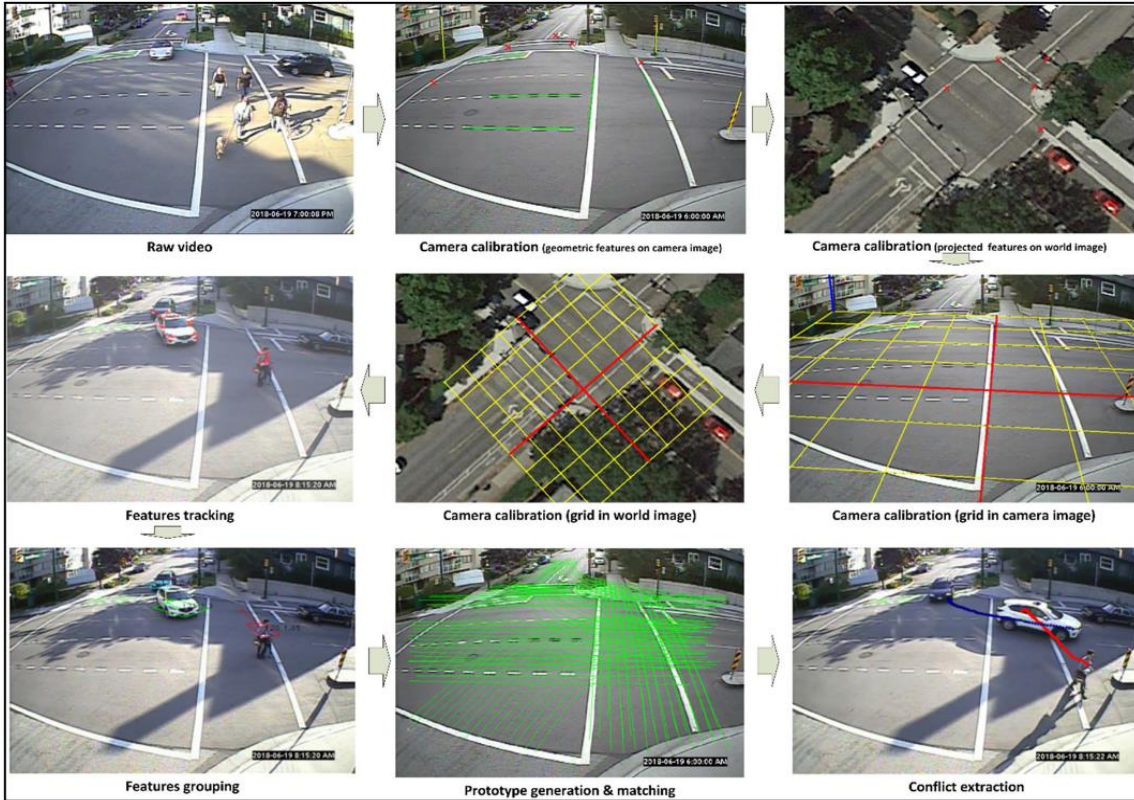 2018-06-19 7:00:08 PM
2018-06-19 6:00:00 AM
Raw video
Camera calibration (geometric features on camera image)
Camera calibration (projected features on world image)
2018-06-19 8:15:20 AM
2018-06-19 6:00:00 AM
Features tracking
Camera calibration (grid in world image)
Camera calibration (grid in camera image)
2018-06-19 8:15:20 AM
2018-06-19 6:00:00 AM
2018-06-19 8:15:22 AM
Features grouping
Prototype generation & matching
Conflict extraction